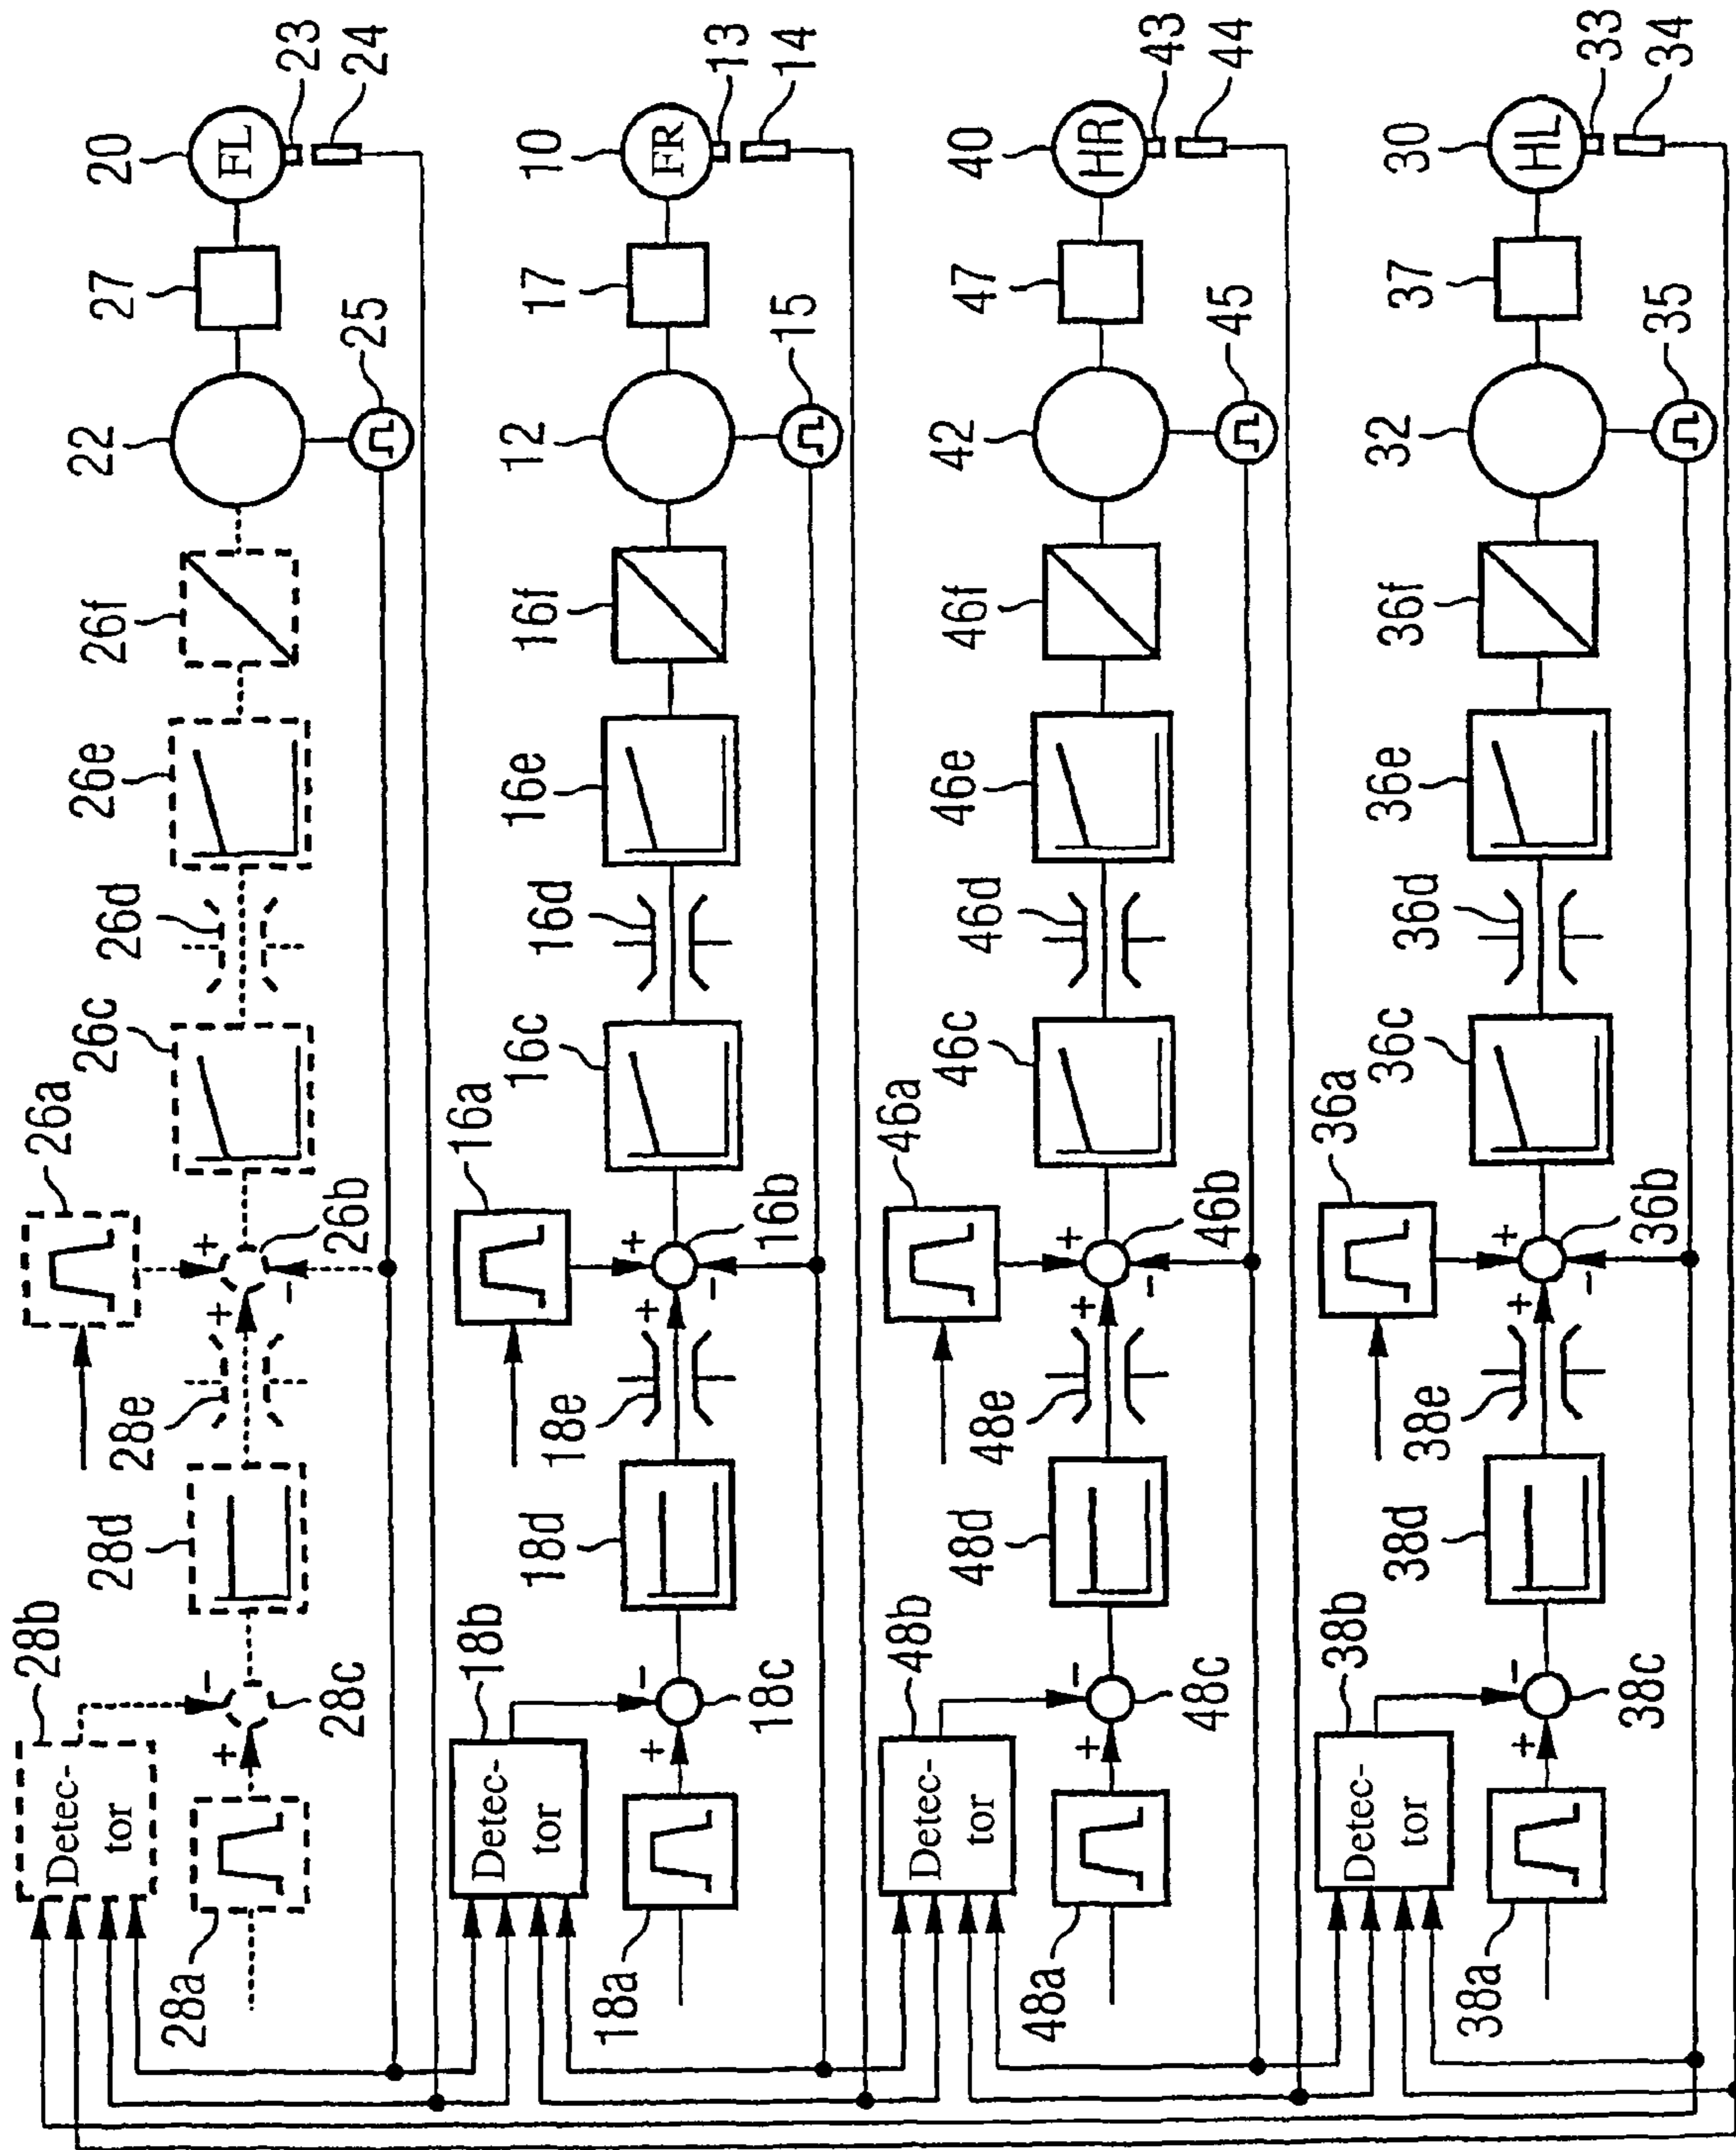 20
FL
23
24
27
22
25
26f
26e
26d
26c
26a
+
26b
+
-
28e
28d
28b
-
28c
+
Detec-
tor
28a
10
FR
13
14
17
12
15
16f
16e
16d
16c
16a
+
16b
+
-
18e
18d
18b
-
18c
+
Detec-
tor
18a
40
HR
43
44
47
42
45
46f
46e
46d
46c
46a
+
46b
+
-
48e
48d
48b
-
48c
+
Detec-
tor
48a
30
HL
33
34
37
32
35
36f
36e
36d
36c
36a
+
36b
+
-
38e
38d
38b
-
38c
+
Detec-
tor
38a